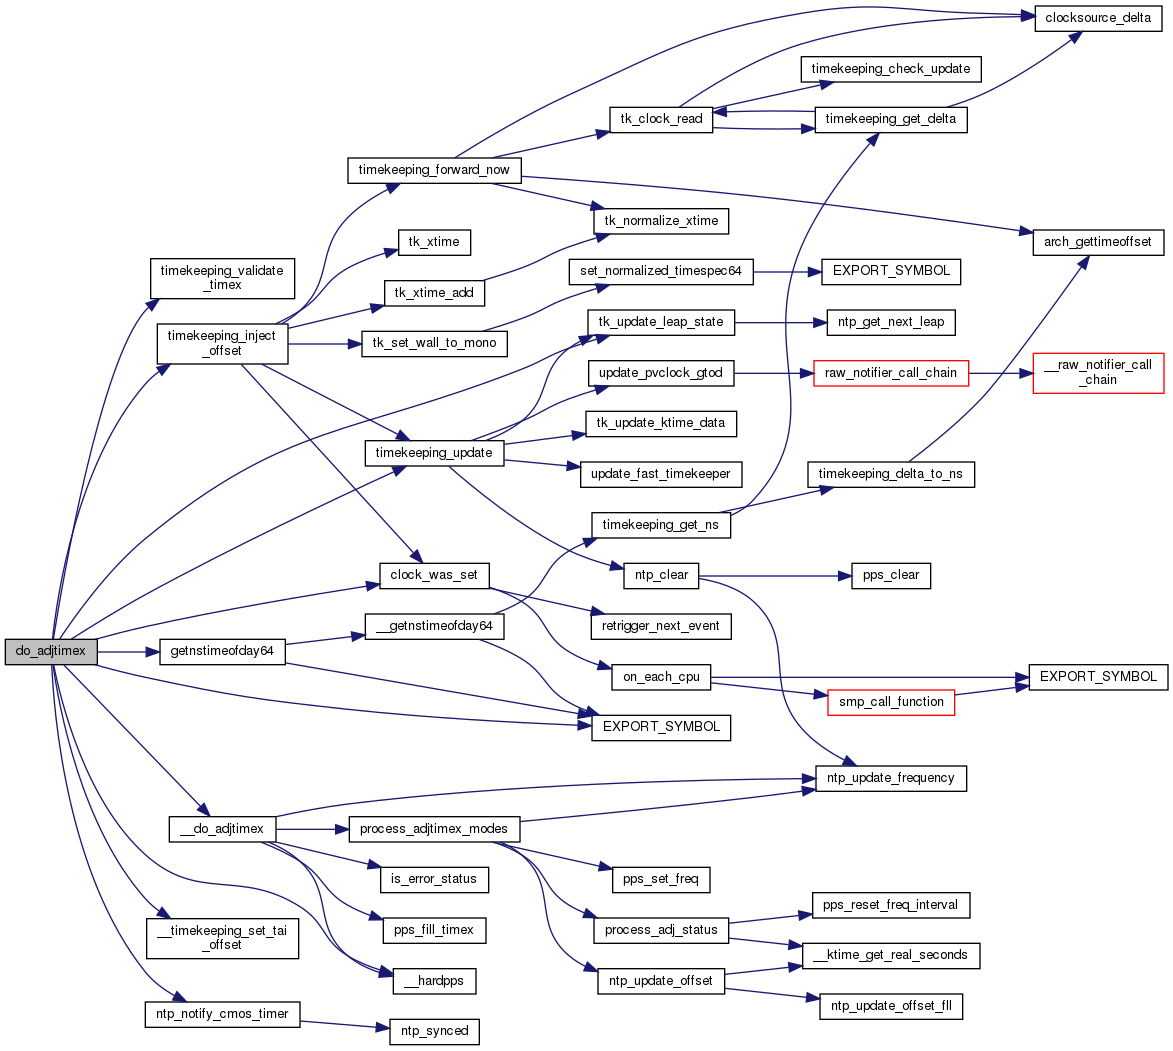 clocksource_delta
timekeeping_check_update
tk_clock_read
timekeeping_get_delta
timekeeping_forward_now
tk_normalize_xtime
tk_xtime
arch_gettimeoffset
timekeeping_validate
_timex
set_normalized_timespec64
EXPORT_SYMBOL
tk_xtime_add
timekeeping_inject
_offset
tk_set_wall_to_mono
tk_update_leap_state
ntp_get_next_leap
update_pvclock_gtod
raw_notifier_call_chain
__raw_notifier_call
_chain
tk_update_ktime_data
timekeeping_update
update_fast_timekeeper
timekeeping_delta_to_ns
timekeeping_get_ns
clock_was_set
ntp_clear
pps_clear
__getnstimeofday64
retrigger_next_event
do_adjtimex
getnstimeofday64
on_each_cpu
EXPORT_SYMBOL
smp_call_function
EXPORT_SYMBOL
ntp_update_frequency
__do_adjtimex
process_adjtimex_modes
is_error_status
pps_set_freq
pps_reset_freq_interval
pps_fill_timex
process_adj_status
__timekeeping_set_tai
_offset
__ktime_get_real_seconds
__hardpps
ntp_update_offset
ntp_update_offset_fll
ntp_notify_cmos_timer
ntp_synced